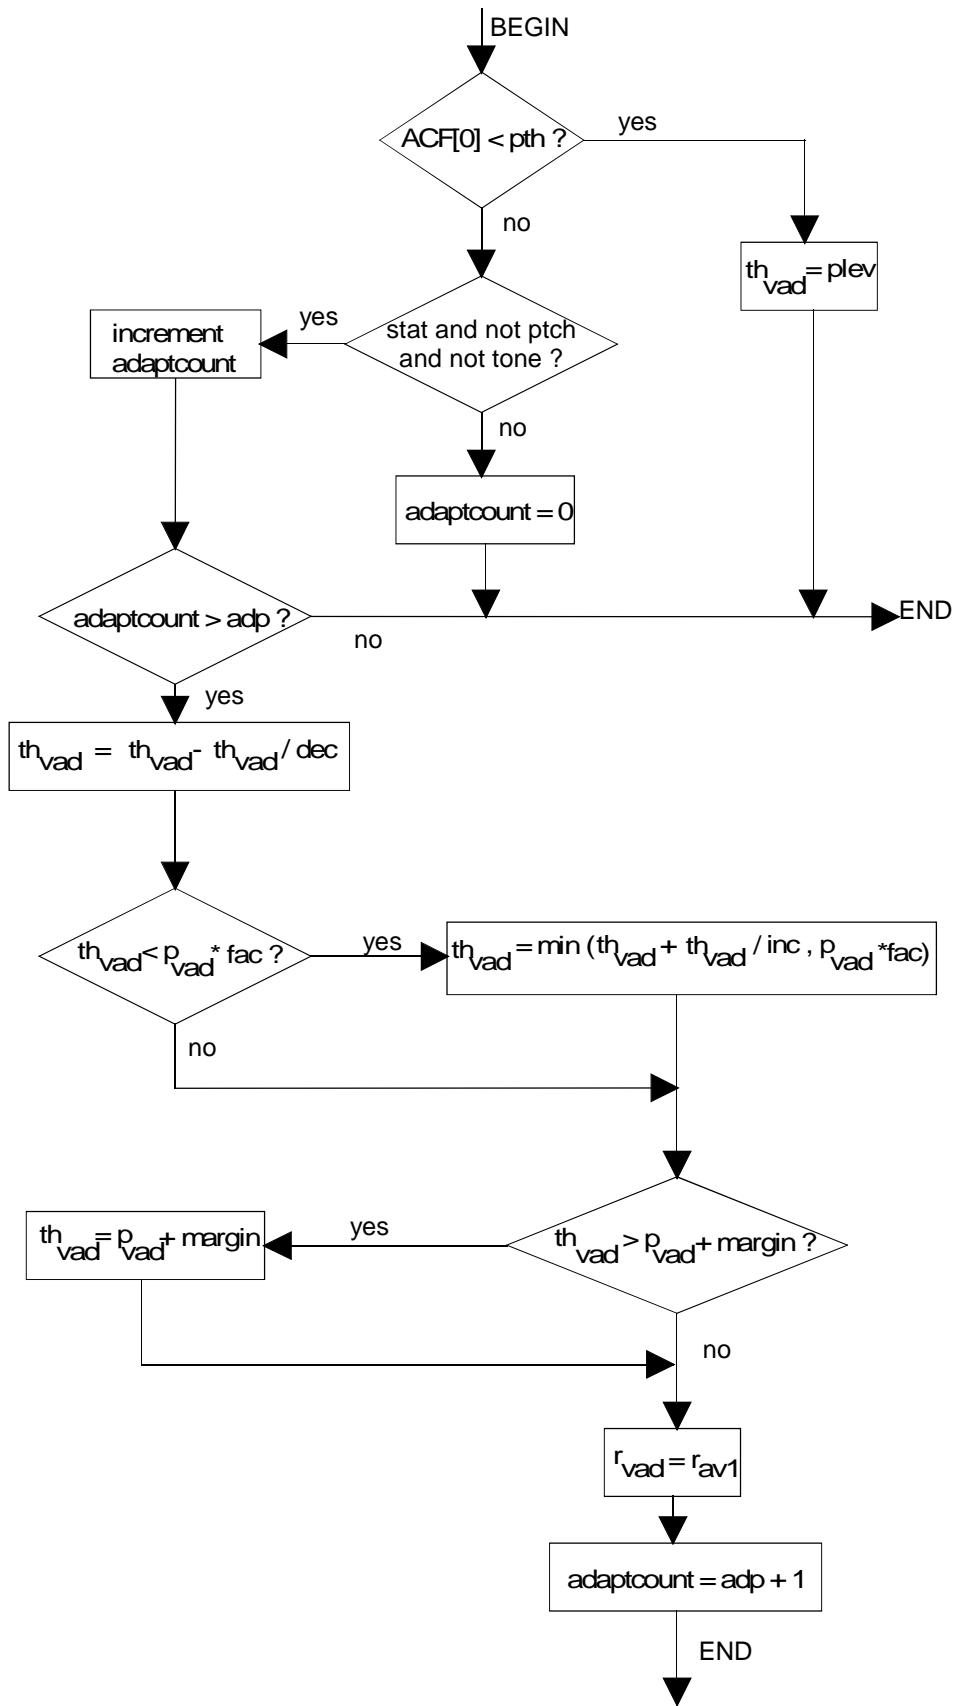 BEGIN
ACF[0] < pth ?
yes
no
th_vad = plev
stat and not ptch
and not tone ?
yes
increment
adaptcount
no
adaptcount = 0
adaptcount > adp ?
no
END
yes
th_vad = th_vad - th_vad / dec
th_vad < p_vad * fac ?
yes
th_vad = min (th_vad + th_vad / inc , p_vad *fac)
no
th_vad > p_vad + margin ?
yes
th_vad = p_vad + margin
no
r_vad = r_av1
adaptcount = adp + 1
END